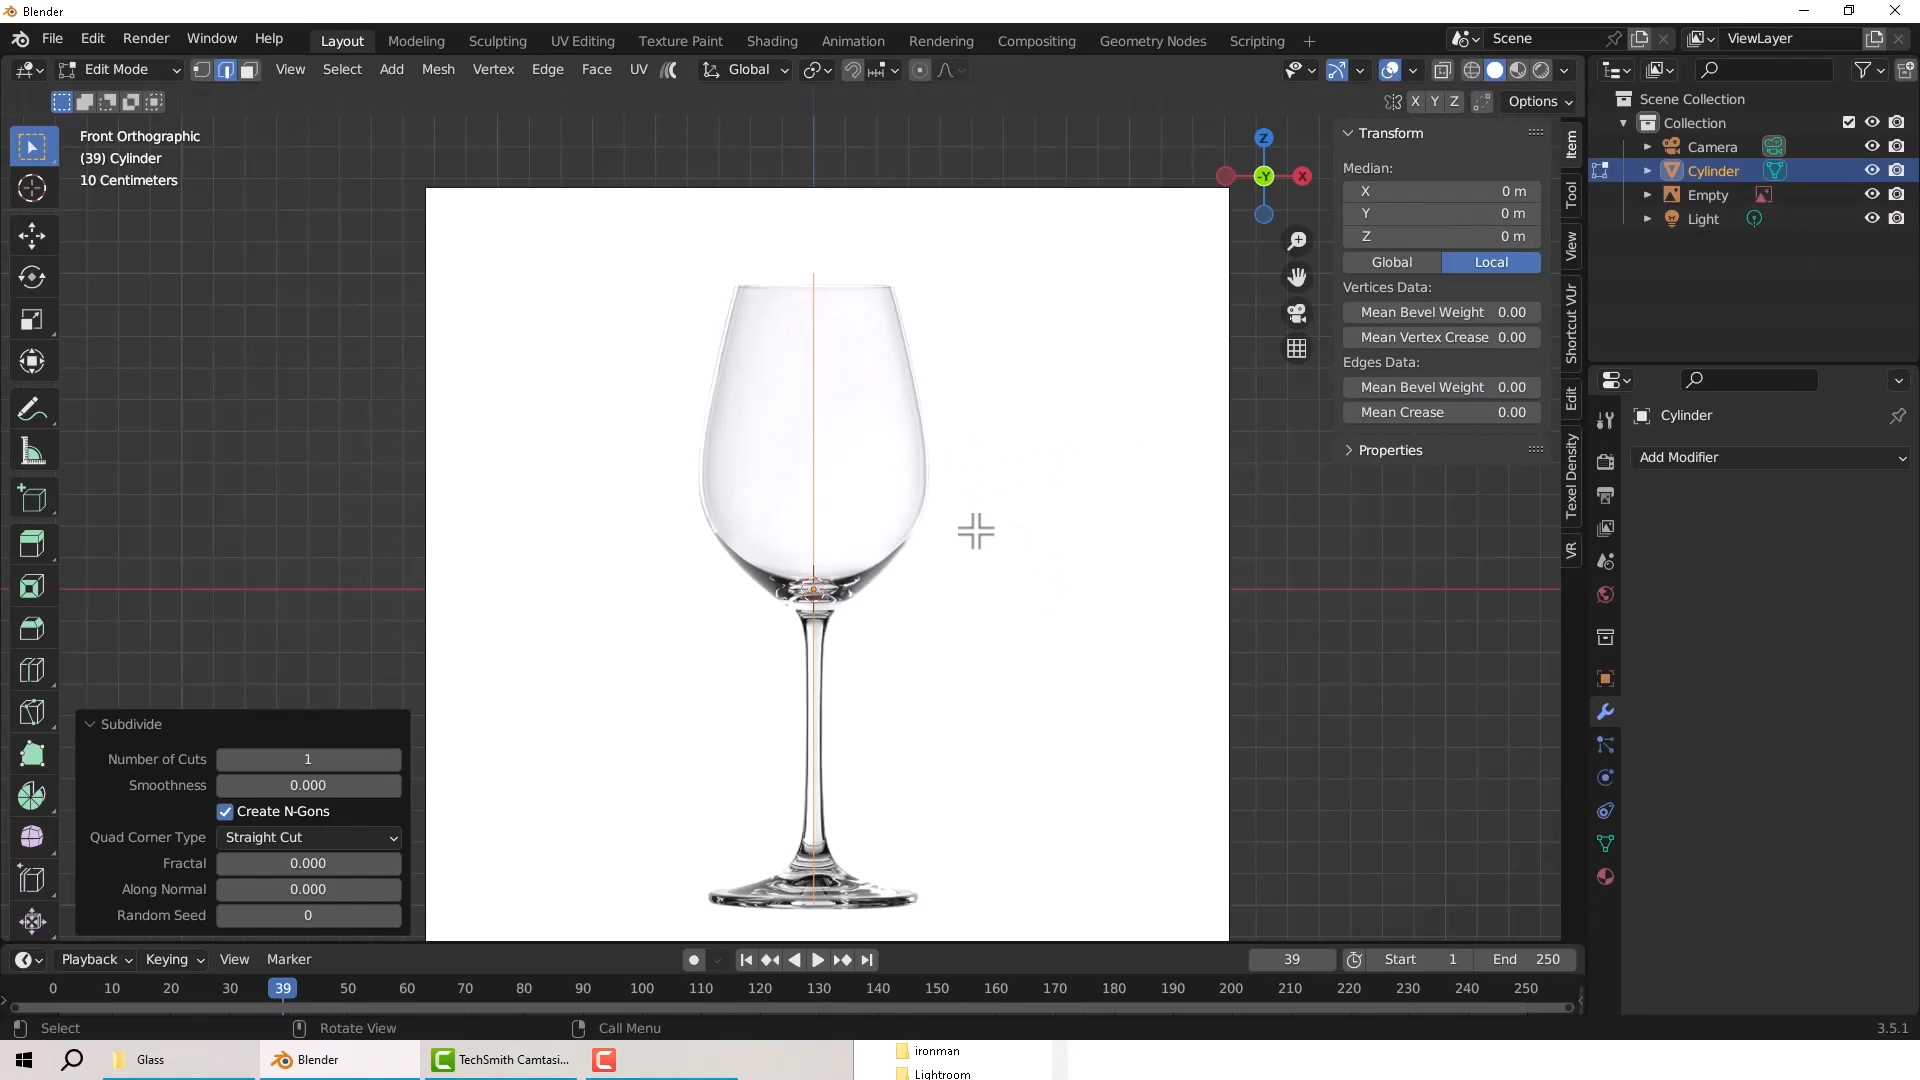 Blender
File Edit Render Window Help
Layout Modeling Sculpting UV Editing Texture Paint Shading Animation Rendering Compositing Geometry Nodes Scripting +
Scene
ViewLayer
Edit Mode
View Select Add Mesh Vertex Edge Face UV
Global
X Y Z
Options
Front Orthographic
(39) Cylinder
10 Centimeters
Z
-Y
X
Transform
Median:
X 0 m
Y 0 m
Z 0 m
Global Local
Vertices Data:
Mean Bevel Weight 0.00
Mean Vertex Crease 0.00
Edges Data:
Mean Bevel Weight 0.00
Mean Crease 0.00
Properties
Item
Tool
View
Shortcut VUr
Edit
Texel Density
VR
Scene Collection
Collection
Camera
Cylinder
Empty
Light
Cylinder
Add Modifier
Subdivide
Number of Cuts 1
Smoothness 0.000
Create N-Gons
Quad Corner Type Straight Cut
Fractal 0.000
Along Normal 0.000
Random Seed 0
Playback Keying View Marker
39
Start 1
End 250
0 10 20 30 39 50 60 70 80 90 100 110 120 130 140 150 160 170 180 190 200 210 220 230 240 250
Select
Rotate View
Call Menu
3.5.1
Glass
Blender
TechSmith Camtasi...
ironman
Lightroom